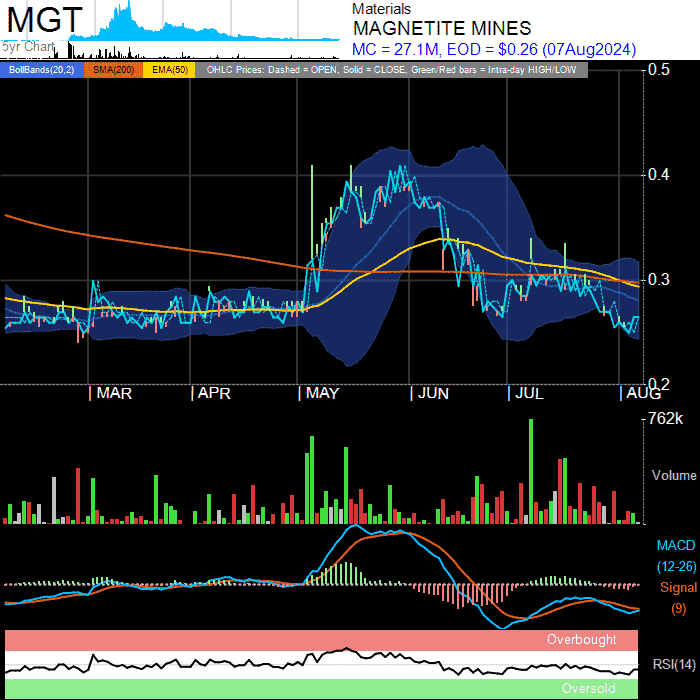 MGT
5yr Chart
Materials
MAGNETITE MINES
MC = 27.1M, EOD = $0.26 (07Aug2024)
BollBands(20,2) SMA(200) EMA(50) OHLC Prices: Dashed = OPEN, Solid = CLOSE, Green/Red bars = Intra-day HIGH/LOW
0.5
0.4
0.3
0.2
| MAR | APR | MAY | JUN | JUL | AUG
762k
Volume
MACD
(12-26)
Signal
(9)
Overbought
RSI(14)
Oversold